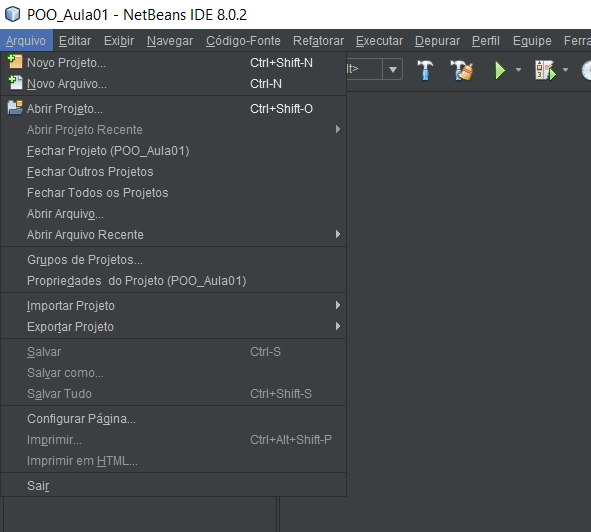 POO_Aula01 - NetBeans IDE 8.0.2
Arquivo Editar Exibir Navegar Código-Fonte Refatorar Executar Depurar Perfil Equipe Ferra
Novo Projeto... Ctrl+Shift-N
Novo Arquivo... Ctrl-N
Abrir Projeto... Ctrl+Shift-O
Abrir Projeto Recente
Fechar Projeto (POO_Aula01)
Fechar Outros Projetos
Fechar Todos os Projetos
Abrir Arquivo...
Abrir Arquivo Recente
Grupos de Projetos...
Propriedades do Projeto (POO_Aula01)
Importar Projeto
Exportar Projeto
Salvar Ctrl-S
Salvar como...
Salvar Tudo Ctrl+Shift-S
Configurar Página...
Imprimir... Ctrl+Alt+Shift-P
Imprimir em HTML...
Sair